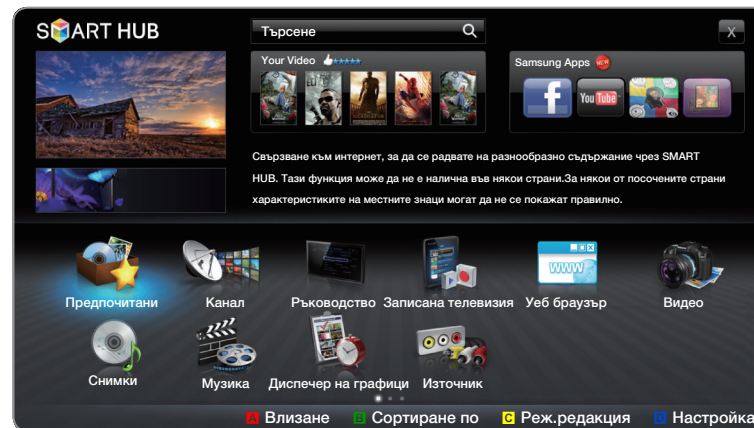 SMART HUB
Търсене
X
Your Video
Samsung Apps NEW
YouTube
Свързване към интернет, за да се радвате на разнообразно съдържание чрез SMART
HUB. Тази функция може да не е налична във някои страни.За някои от посочените страни
характеристиките на местните знаци могат да не се покажат правилно.
www
Предпочитани Канал Ръководство Записана телевизия Уеб браузър Видео
Снимки Музика Диспечер на графици Източник
A Влизане B Сортиране по C Реж.редакция D Настройка